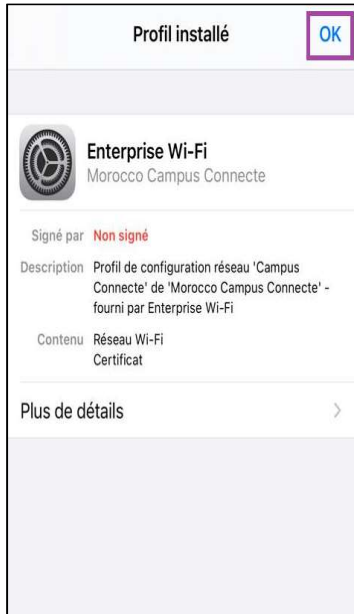 Profil installé
OK
Enterprise Wi-Fi
Morocco Campus Connecte
Signé par Non signé
Description Profil de configuration réseau 'Campus
Connecte' de 'Morocco Campus Connecte' -
fourni par Enterprise Wi-Fi
Contenu Réseau Wi-Fi
Certificat
Plus de détails